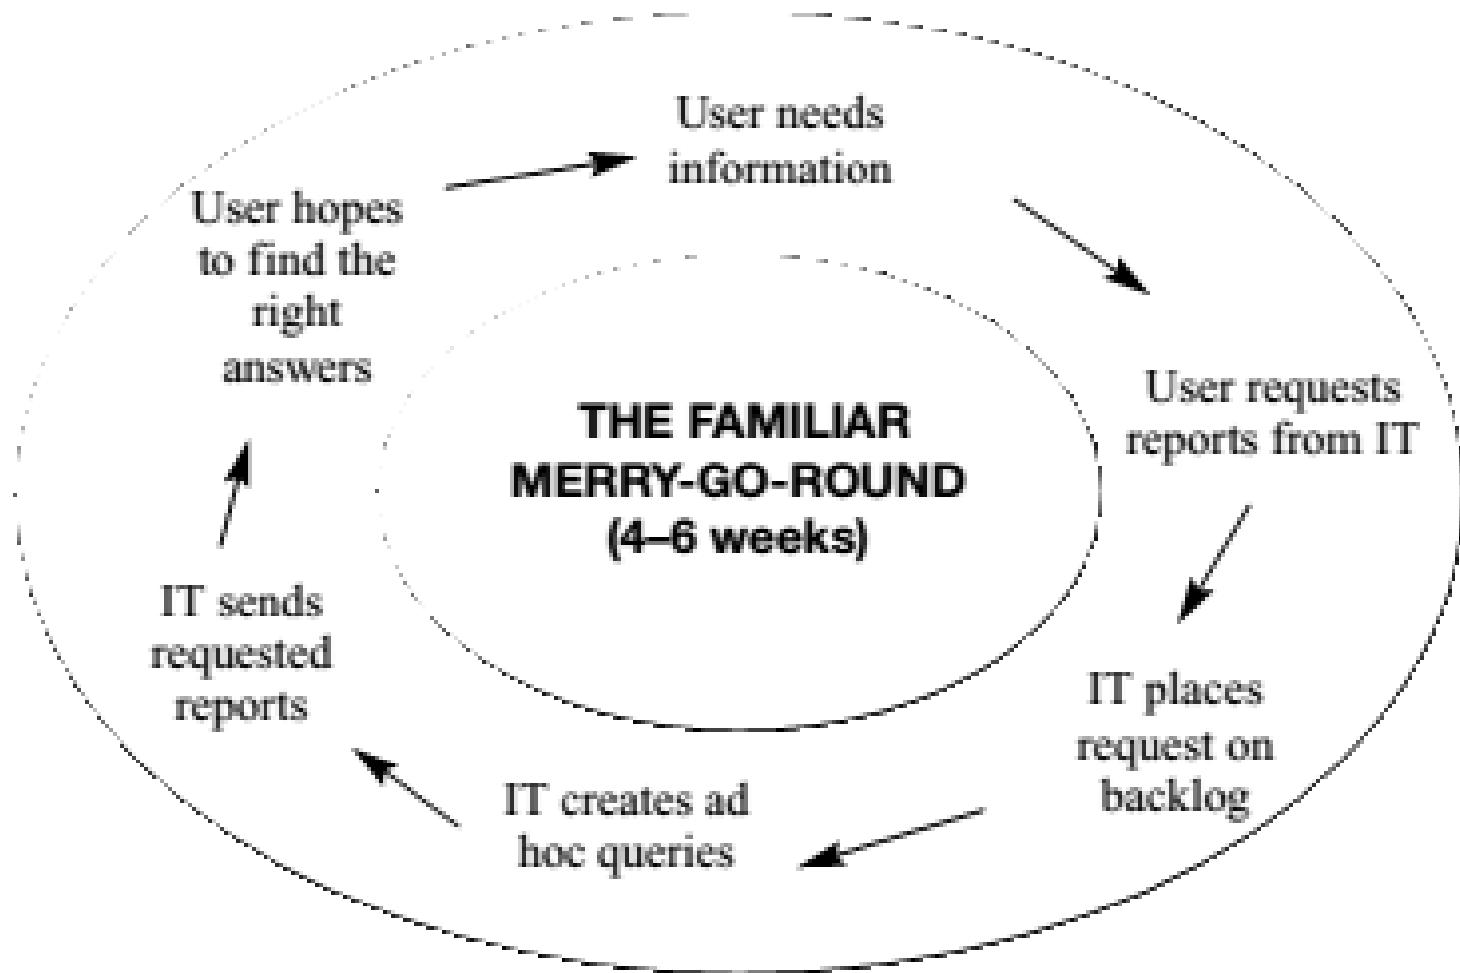 User needs
information
User requests
reports from IT
IT places
request on
backlog
IT creates ad
hoc queries
IT sends
requested
reports
User hopes
to find the
right
answers
THE FAMILIAR
MERRY-GO-ROUND
(4–6 weeks)